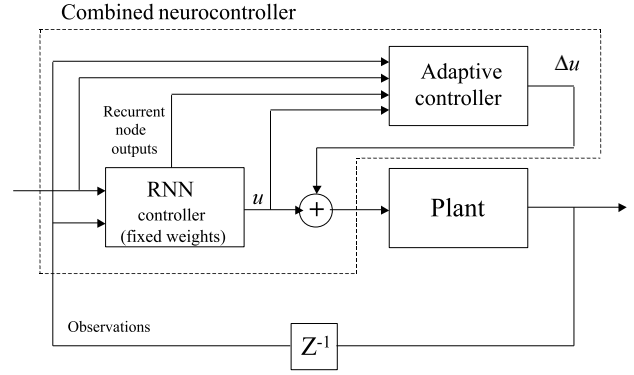 Combined neurocontroller
Adaptive
controller
Δu
Recurrent
node
outputs
RNN
controller
(fixed weights)
u
+
Plant
Observations
Z-1